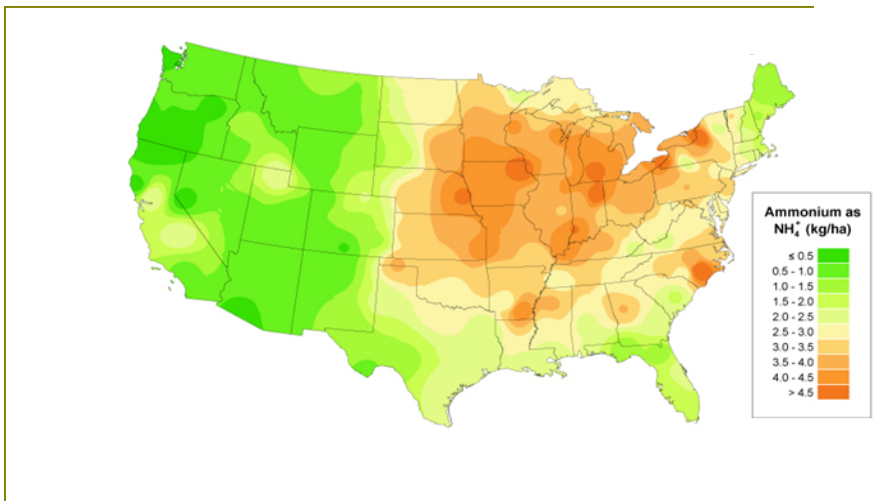 Ammonium as
NH₄⁺ (kg/ha)
≤ 0.5
0.5 - 1.0
1.0 - 1.5
1.5 - 2.0
2.0 - 2.5
2.5 - 3.0
3.0 - 3.5
3.5 - 4.0
4.0 - 4.5
> 4.5